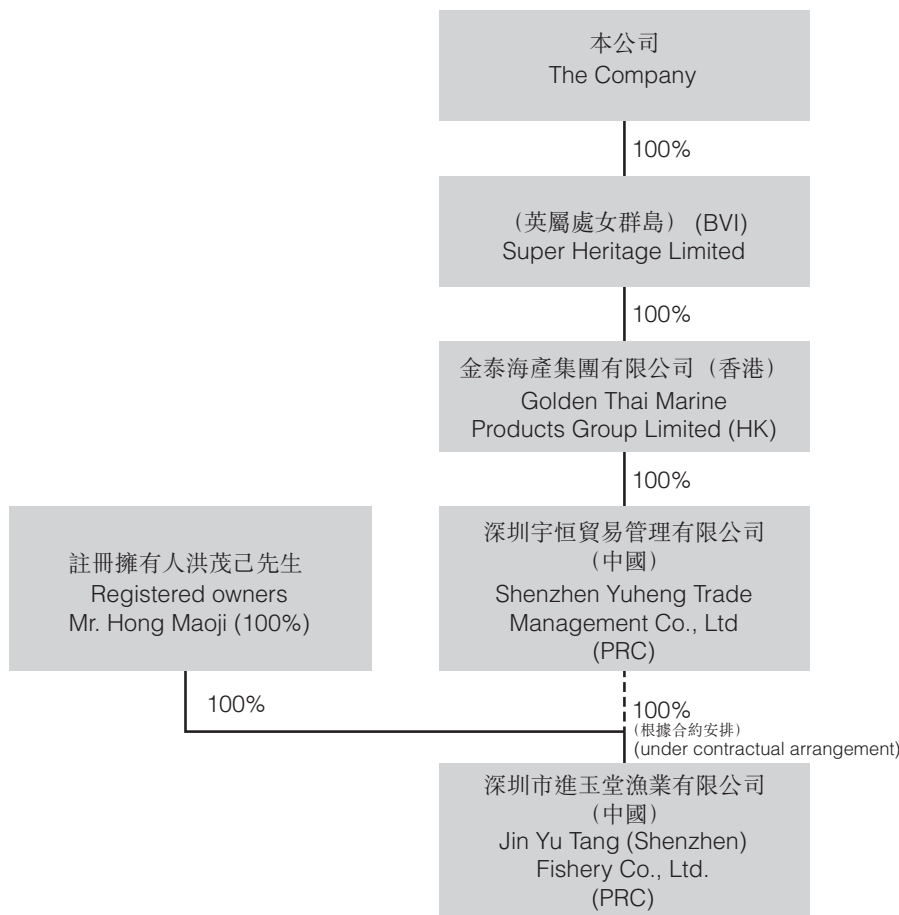 本公司
The Company
100%
（英屬處女群島） (BVI)
Super Heritage Limited
100%
金泰海產集團有限公司（香港）
Golden Thai Marine
Products Group Limited (HK)
100%
註冊擁有人洪茂己先生
Registered owners
Mr. Hong Maoji (100%)
深圳宇恒貿易管理有限公司
（中國）
Shenzhen Yuheng Trade
Management Co., Ltd
(PRC)
100%
100%
（根據合約安排）
(under contractual arrangement)
深圳市進玉堂漁業有限公司
（中國）
Jin Yu Tang (Shenzhen)
Fishery Co., Ltd.
(PRC)